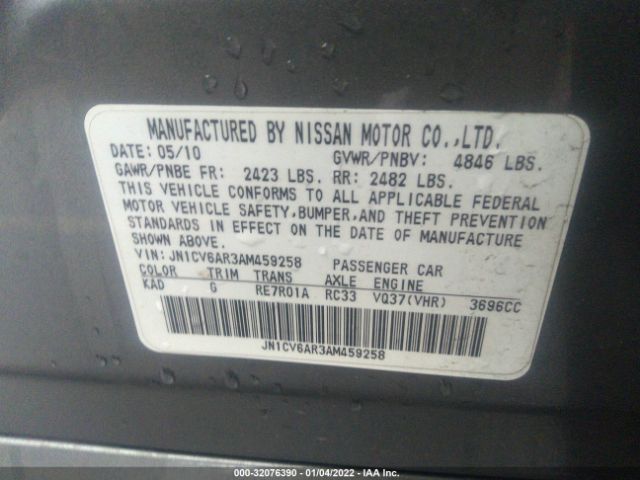 MANUFACTURED BY NISSAN MOTOR CO.,LTD.
DATE: 05/10 GVWR/PNBV: 4846 LBS.
GAWR/PNBE FR: 2423 LBS. RR: 2482 LBS.
THIS VEHICLE CONFORMS TO ALL APPLICABLE FEDERAL
MOTOR VEHICLE SAFETY,BUMPER,AND THEFT PREVENTION
STANDARDS IN EFFECT ON THE DATE OF MANUFACTURE
SHOWN ABOVE.
VIN: JN1CV6AR3AM459258 PASSENGER CAR
COLOR TRIM TRANS AXLE ENGINE
KAD G RE7R01A RC33 VQ37(VHR) 3696CC
JN1CV6AR3AM459258
000-32076390 - 01/04/2022 - IAA Inc.